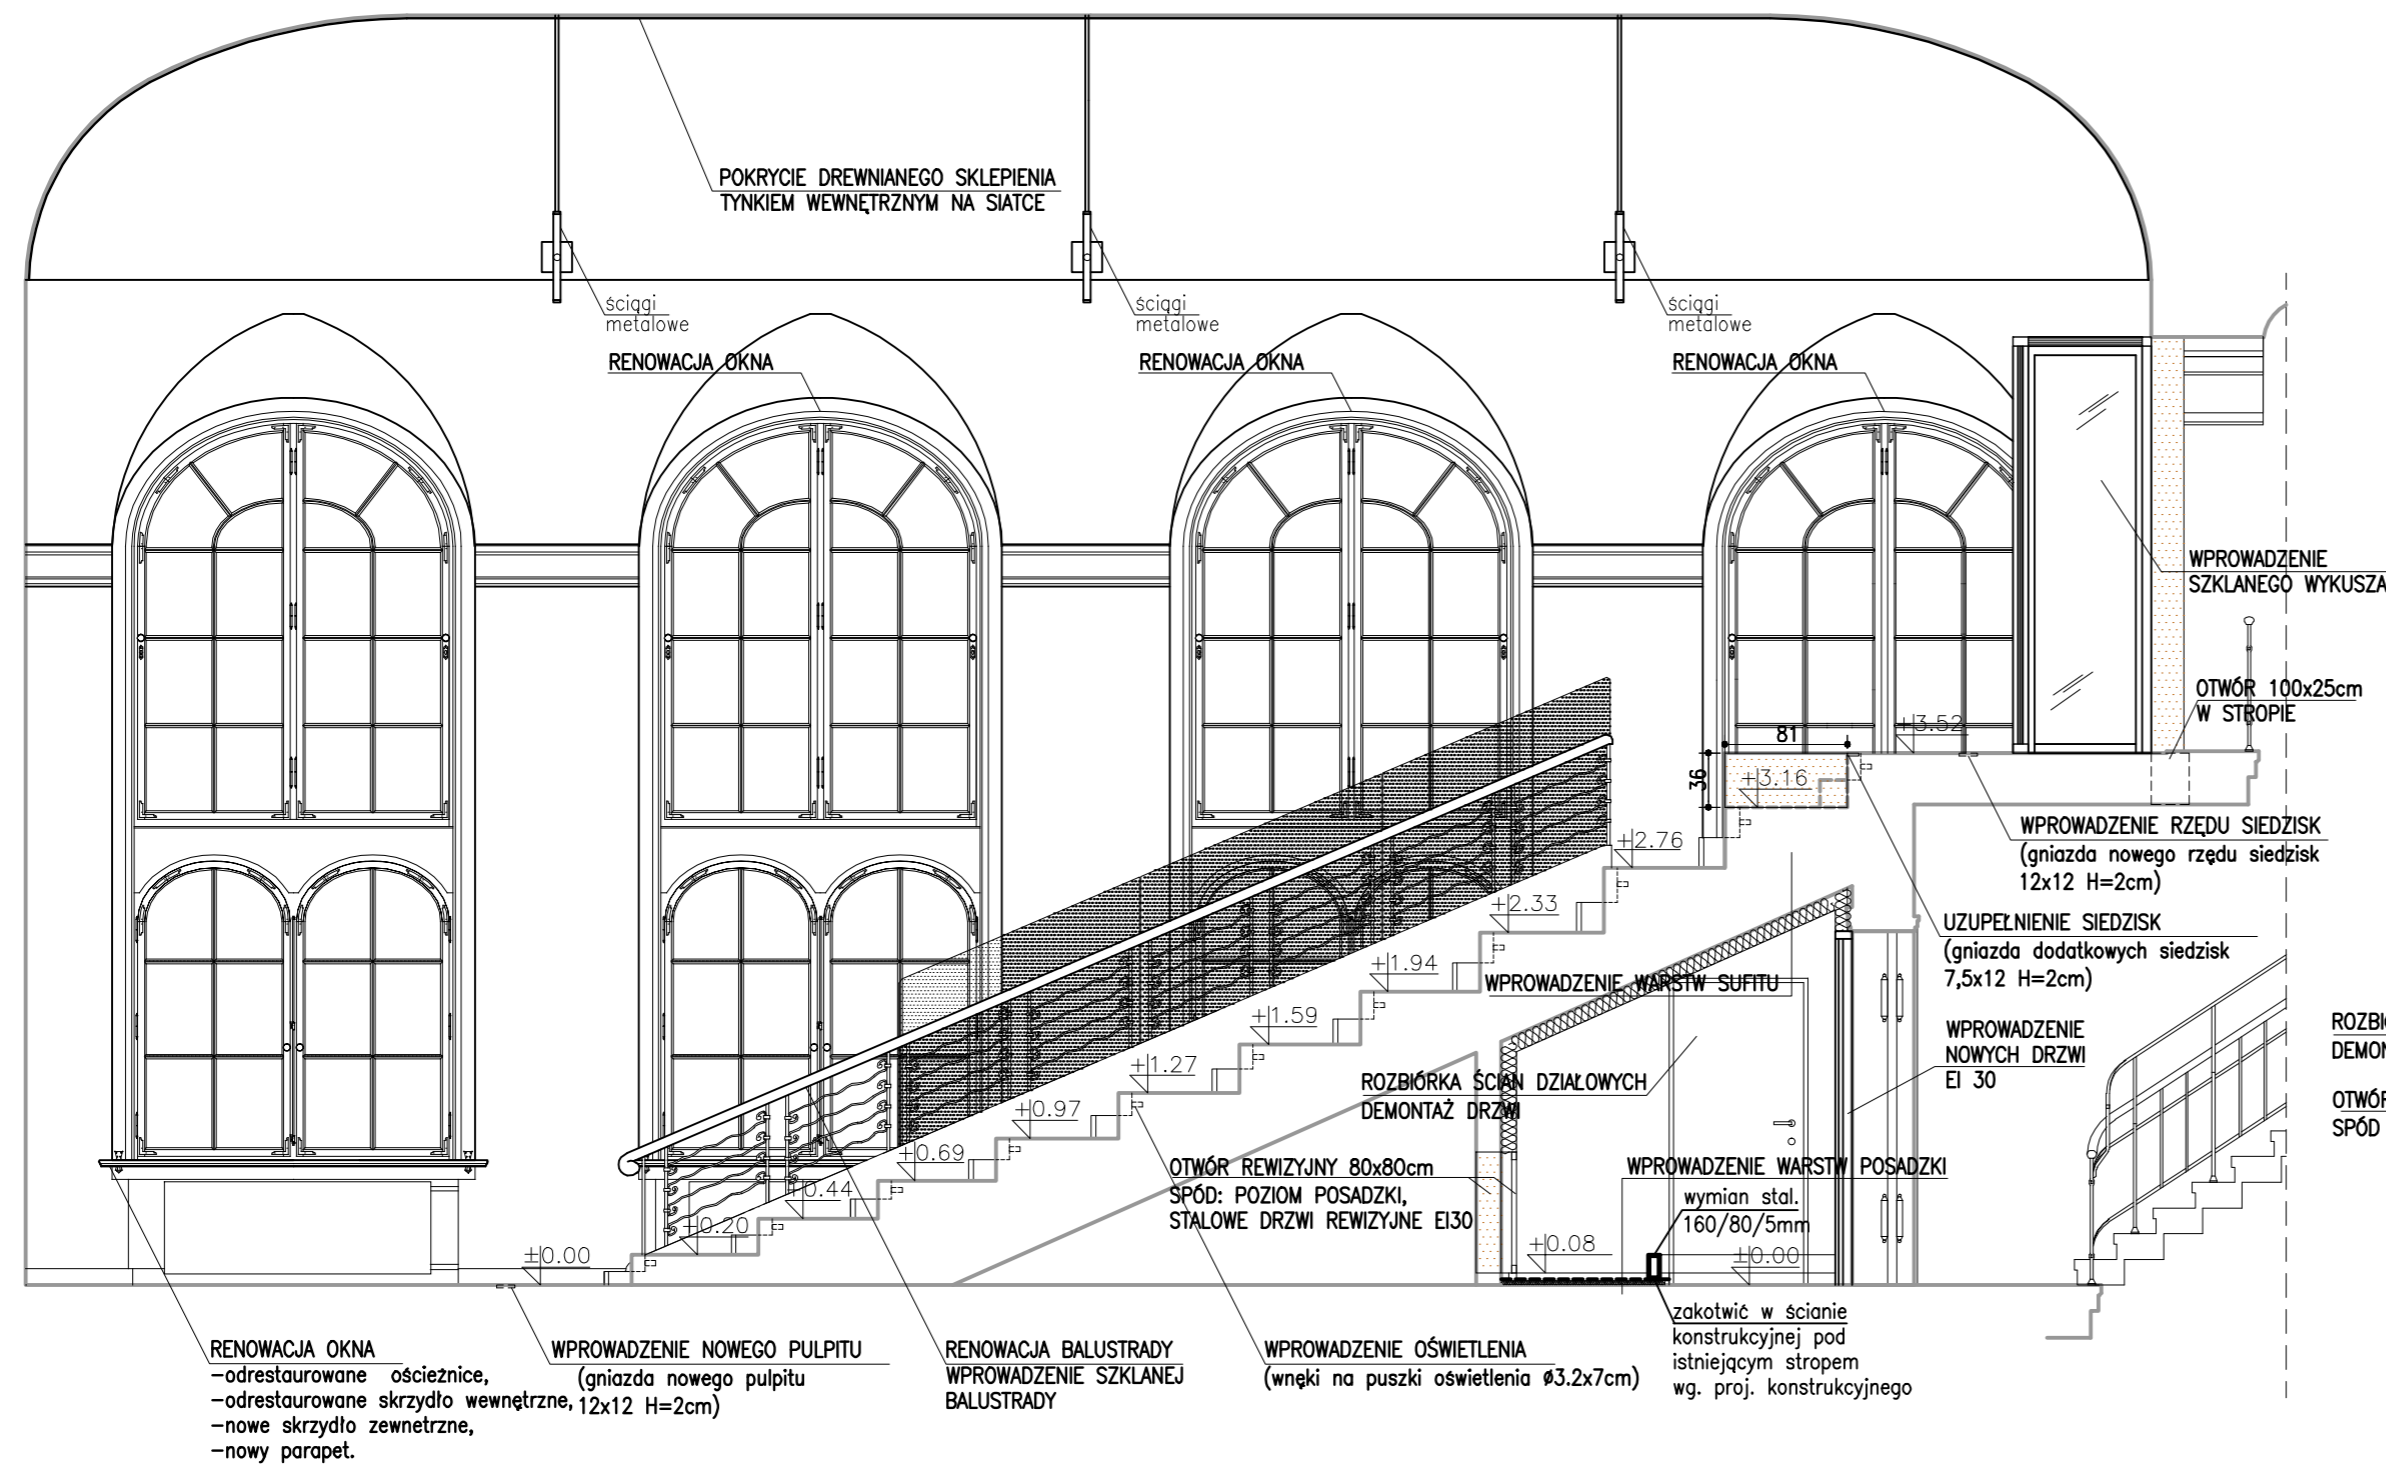 POKRYCIE DREWNIANEGO SKLEPIENIA
TYNKIEM WEWNĘTRZNYM NA SIATCE
ściągi
metalowe
ściągi
metalowe
ściągi
metalowe
RENOWACJA OKNA
RENOWACJA OKNA
RENOWACJA OKNA
WPROWADZENIE
SZKLANEGO WYKUSZA
OTWÓR 100x25cm
W STROPIE
+3.52
81
36
+3.16
WPROWADZENIE RZĘDU SIEDZISK
(gniazda nowego rzędu siedzisk
12x12 H=2cm)
+2.76
+2.33
UZUPEŁNIENIE SIEDZISK
(gniazda dodatkowych siedzisk
7,5x12 H=2cm)
+1.94
WPROWADZENIE WARSTW SUFITU
+1.59
WPROWADZENIE
NOWYCH DRZWI
EI 30
ROZBI
DEMON
+1.27
ROZBIÓRKA ŚCIAN DZIAŁOWYCH
DEMONTAŻ DRZWI
OTWÓR
SPÓD
+0.97
+0.69
OTWÓR REWIZYJNY 80x80cm
SPÓD: POZIOM POSADZKI,
STALOWE DRZWI REWIZYJNE EI30
WPROWADZENIE WARSTW POSADZKI
wymian stal.
160/80/5mm
+0.44
+0.20
±0.00
+0.08
±0.00
zakotwić w ścianie
konstrukcyjnej pod
istniejącym stropem
wg. proj. konstrukcyjnego
RENOWACJA OKNA
-odrestaurowane ościeżnice,
-odrestaurowane skrzydło wewnętrzne,
-nowe skrzydło zewnetrzne,
-nowy parapet.
WPROWADZENIE NOWEGO PULPITU
(gniazda nowego pulpitu
12x12 H=2cm)
RENOWACJA BALUSTRADY
WPROWADZENIE SZKLANEJ
BALUSTRADY
WPROWADZENIE OŚWIETLENIA
(wnęki na puszki oświetlenia Ø3.2x7cm)